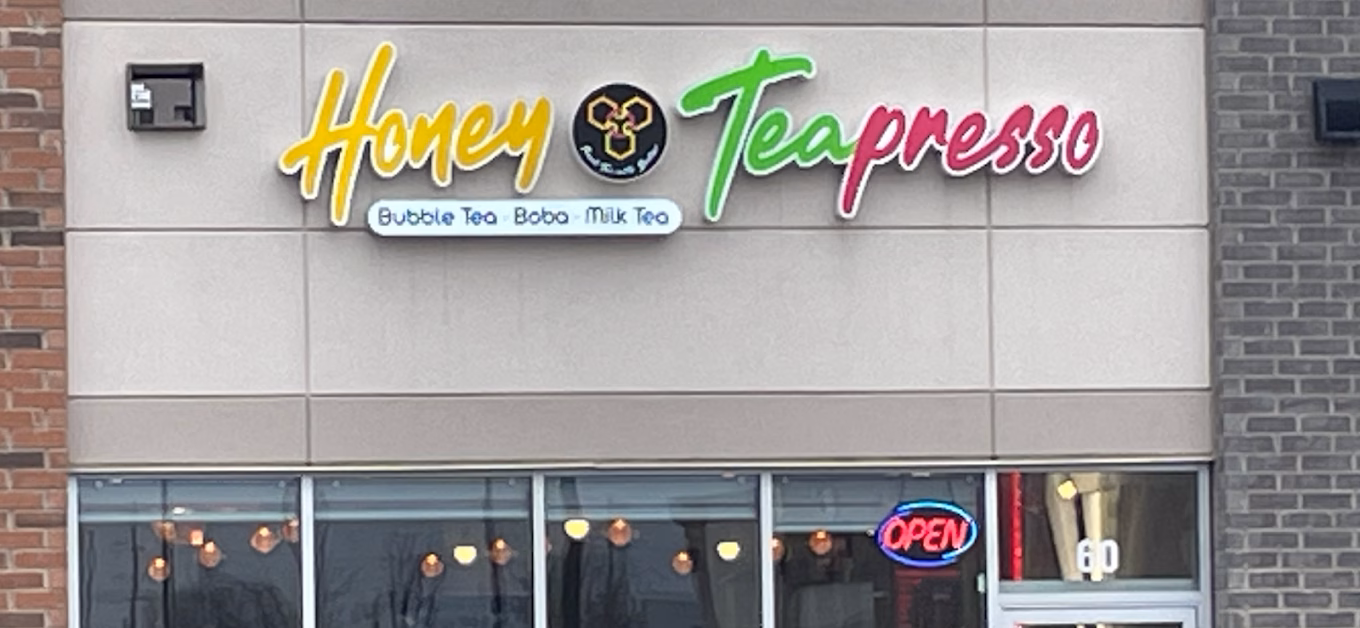 Honey Teapresso
Bubble Tea - Boba - Milk Tea
OPEN
60